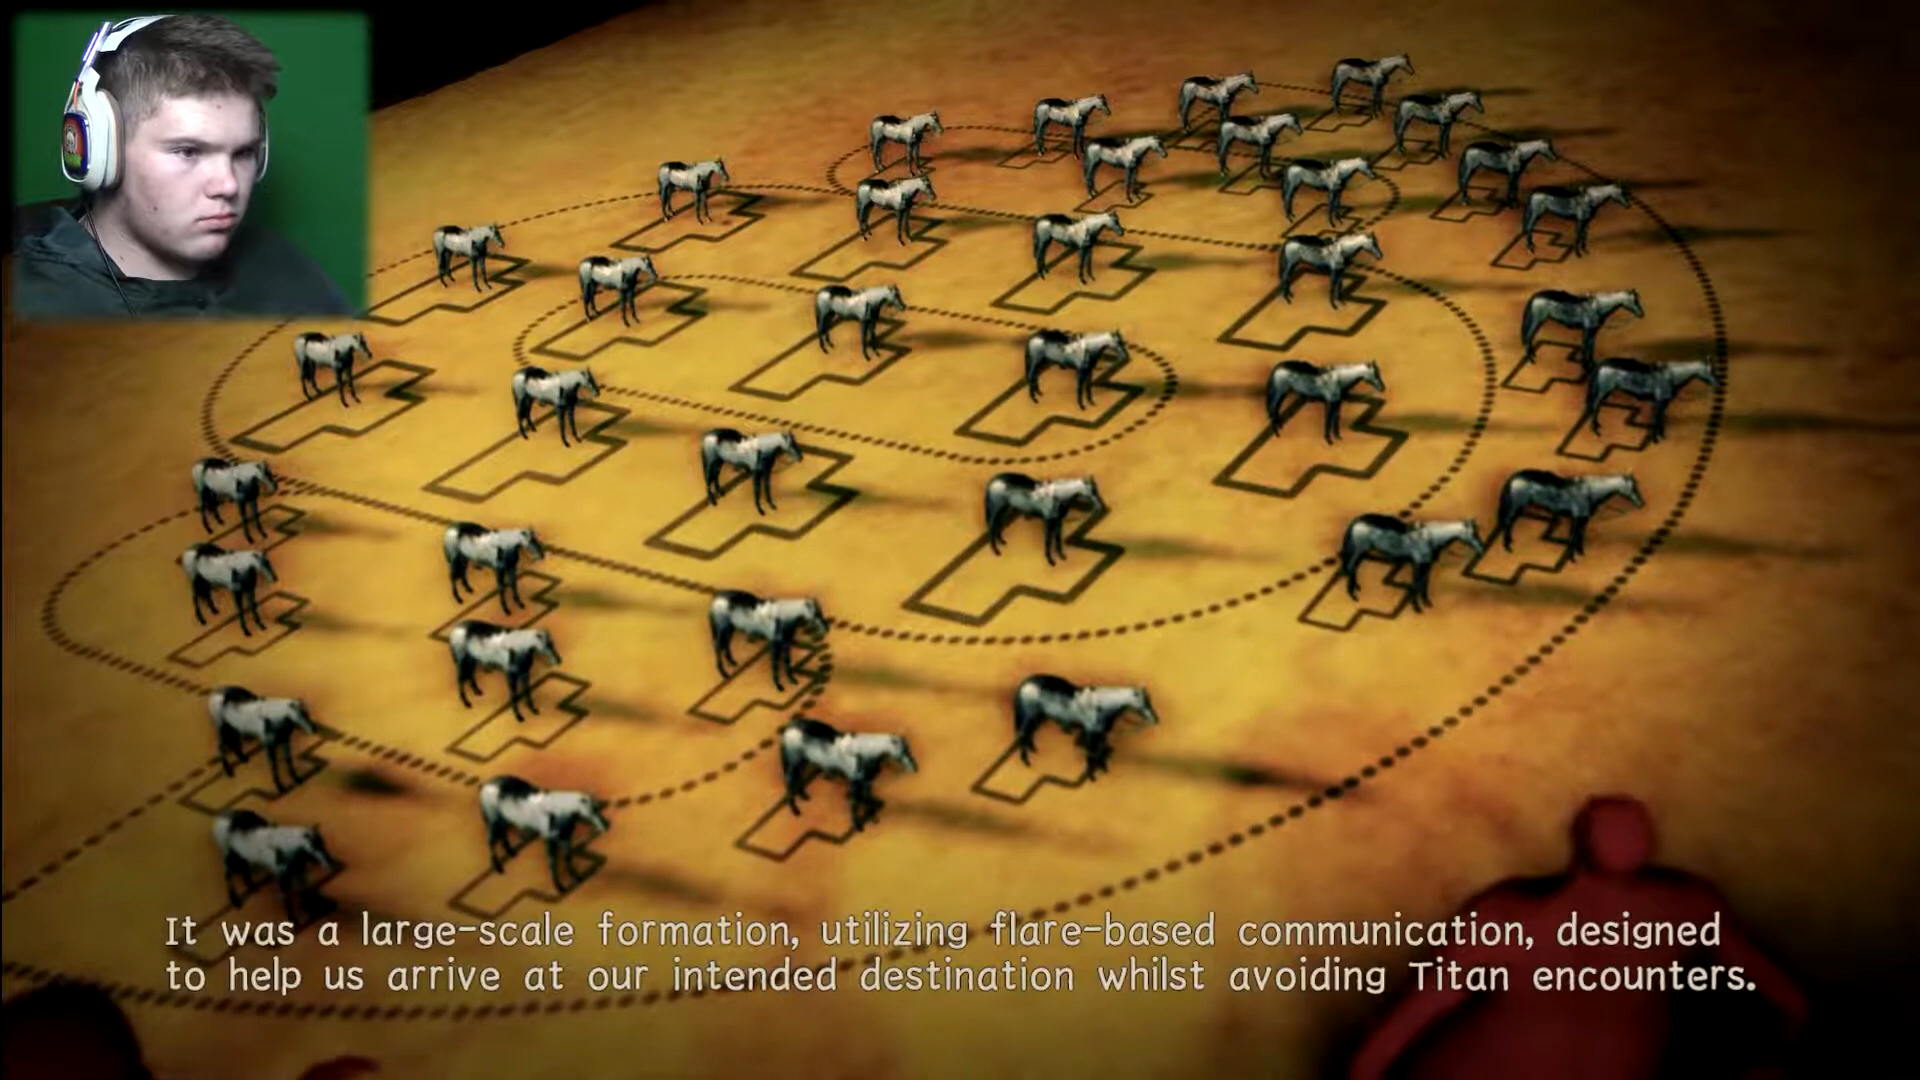 It was a large-scale formation, utilizing flare-based communication, designed
to help us arrive at our intended destination whilst avoiding Titan encounters.